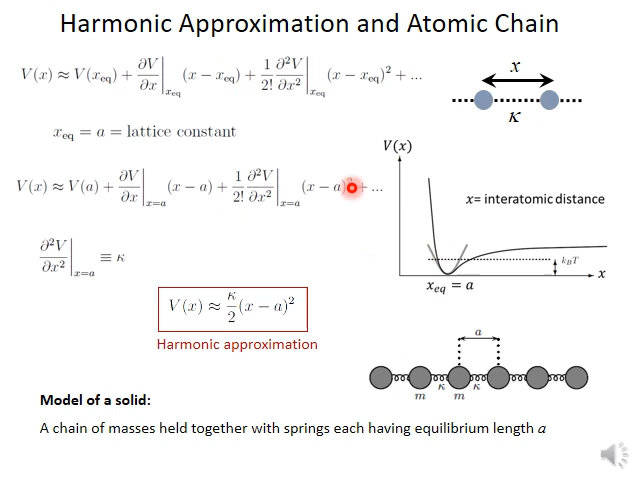 Harmonic Approximation and Atomic Chain
V(x) ≈ V(x_eq) + ∂V/∂x|_{x_eq} (x − x_eq) + 1/2! ∂²V/∂x²|_{x_eq} (x − x_eq)² + ...
x
κ
x_eq = a = lattice constant
V(x)
V(x) ≈ V(a) + ∂V/∂x|_{x=a} (x − a) + 1/2! ∂²V/∂x²|_{x=a} (x − a)² + ...
x= interatomic distance
∂²V/∂x²|_{x=a} ≡ κ
k_BT
x
x_eq = a
V(x) ≈ κ/2 (x − a)²
Harmonic approximation
a
κ κ
m m
Model of a solid:
A chain of masses held together with springs each having equilibrium length a